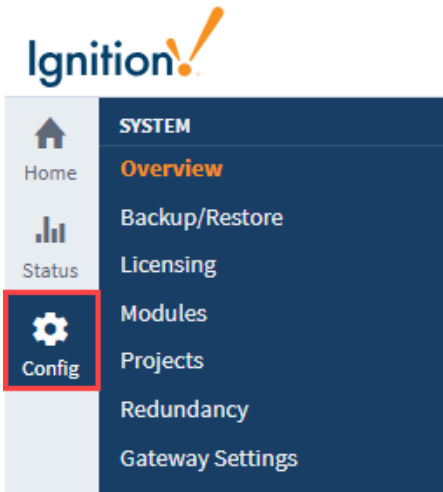 Ignition!
Home
Status
Config
SYSTEM
Overview
Backup/Restore
Licensing
Modules
Projects
Redundancy
Gateway Settings